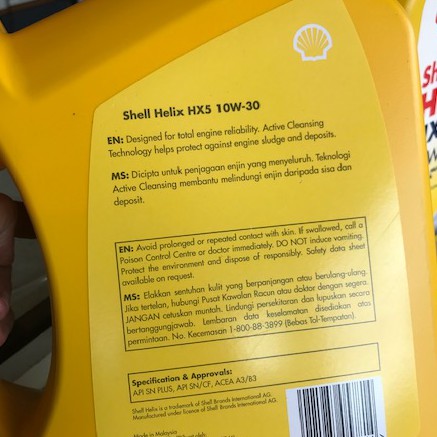 Shell Helix HX5 10W-30
EN: Designed for total engine reliability. Active Cleansing
Technology helps protect against engine sludge and deposits.
MS: Dicipta untuk penjagaan enjin yang menyeluruh. Teknologi
Active Cleansing membantu melindungi enjin daripada sisa dan
deposit.
EN: Avoid prolonged or repeated contact with skin. If swallowed, call a
Poison Control Centre or doctor immediately. DO NOT induce vomiting.
Protect the environment and dispose of responsibly. Safety data sheet
available on request.
MS: Elakkan sentuhan kulit yang berpanjangan atau berulang-ulang.
Jika tertelan, hubungi Pusat Kawalan Racun atau doktor dengan segera.
JANGAN cetuskan muntah. Lindungi persekitaran dan lupuskan secara
bertanggungjawab. Lembaran data keselamatan disediakan atas
permintaan. No. Kecemasan 1-800-88-3899 (Bebas Tol-Tempatan).
Specification & Approvals:
API SN PLUS, API SN/CF, ACEA A3/B3
Shell Helix is a trademark of Shell Brands International AG.
Manufactured under licence of Shell Brands International AG.
Made in Malaysia